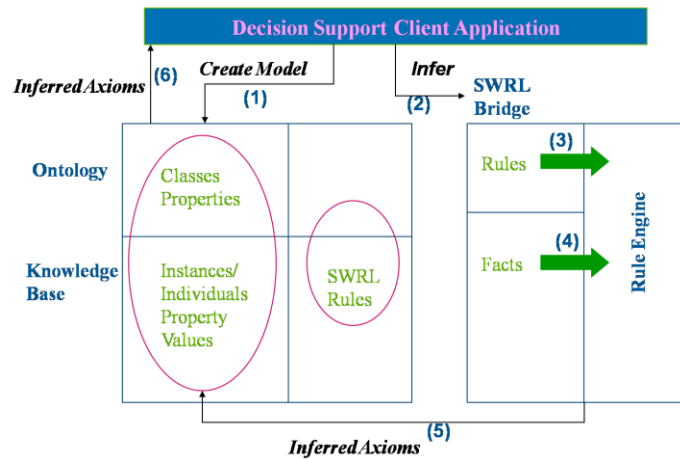 Decision Support Client Application
(6)
Inferred Axioms
Create Model
(1)
Infer
(2)
SWRL
Bridge
Ontology
Classes
Properties
Rules
(3)
Knowledge
Base
Instances/
Individuals
Property
Values
SWRL
Rules
Facts
(4)
Rule Engine
(5)
Inferred Axioms